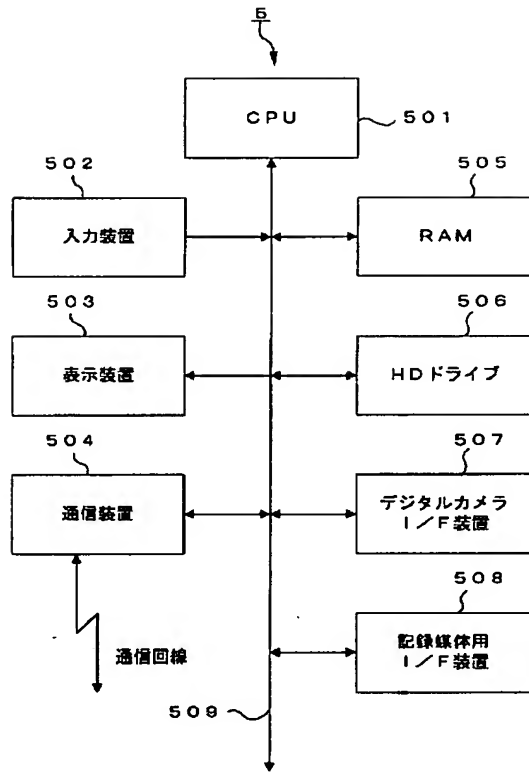 5
CPU
501
502
入力装置
505
RAM
503
表示装置
506
HDドライブ
504
通信装置
507
デジタルカメラ
I/F装置
通信回線
508
記録媒体用
I/F装置
509